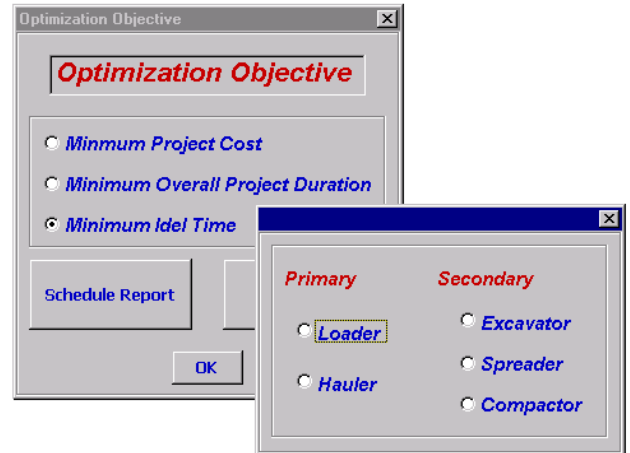 Optimization Objective
Optimization Objective
Minmum Project Cost
Minimum Overall Project Duration
Minimum Idel Time
Schedule Report
OK
Primary
Secondary
Loader
Hauler
Excavator
Spreader
Compactor